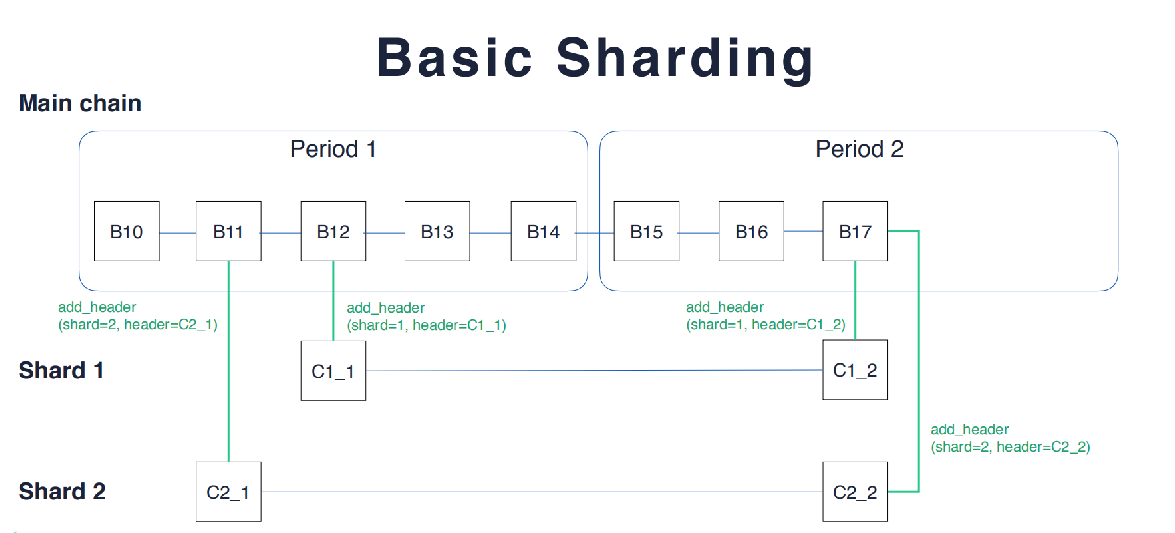 Basic Sharding
Main chain
Period 1
Period 2
B10
B11
B12
B13
B14
B15
B16
B17
add_header
(shard=2, header=C2_1)
add_header
(shard=1, header=C1_1)
add_header
(shard=1, header=C1_2)
Shard 1
C1_1
C1_2
add_header
(shard=2, header=C2_2)
Shard 2
C2_1
C2_2